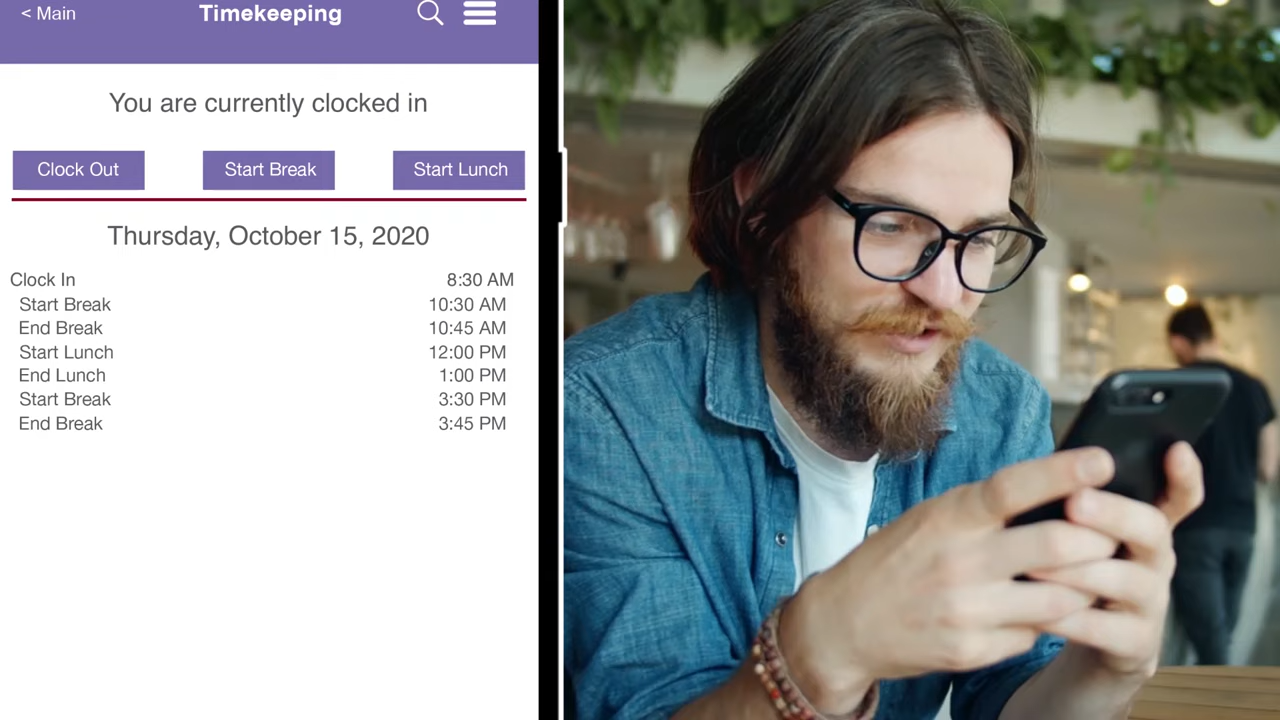 < Main Timekeeping
You are currently clocked in
Clock Out Start Break Start Lunch
Thursday, October 15, 2020
Clock In 8:30 AM
Start Break 10:30 AM
End Break 10:45 AM
Start Lunch 12:00 PM
End Lunch 1:00 PM
Start Break 3:30 PM
End Break 3:45 PM